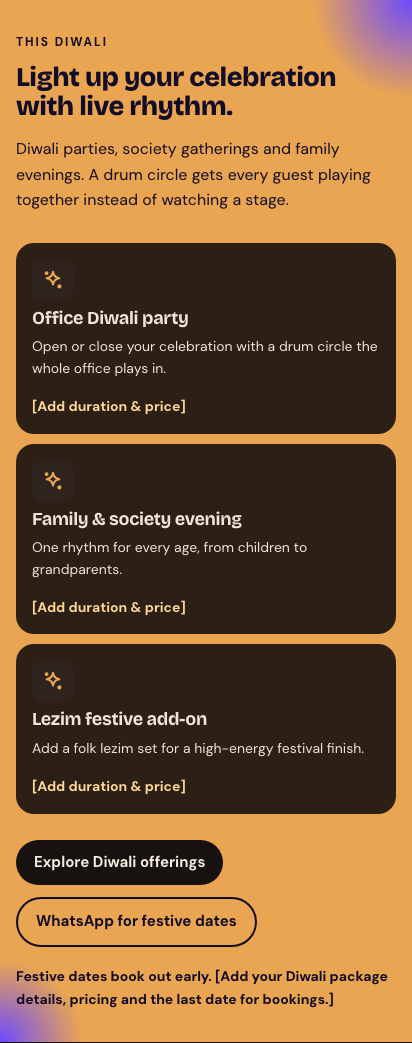 THIS DIWALI
Light up your celebration
with live rhythm.
Diwali parties, society gatherings and family
evenings. A drum circle gets every guest playing
together instead of watching a stage.
Office Diwali party
Open or close your celebration with a drum circle the
whole office plays in.
[Add duration & price]
Family & society evening
One rhythm for every age, from children to
grandparents.
[Add duration & price]
Lezim festive add-on
Add a folk lezim set for a high-energy festival finish.
[Add duration & price]
Explore Diwali offerings
WhatsApp for festive dates
Festive dates book out early. [Add your Diwali package
details, pricing and the last date for bookings.]